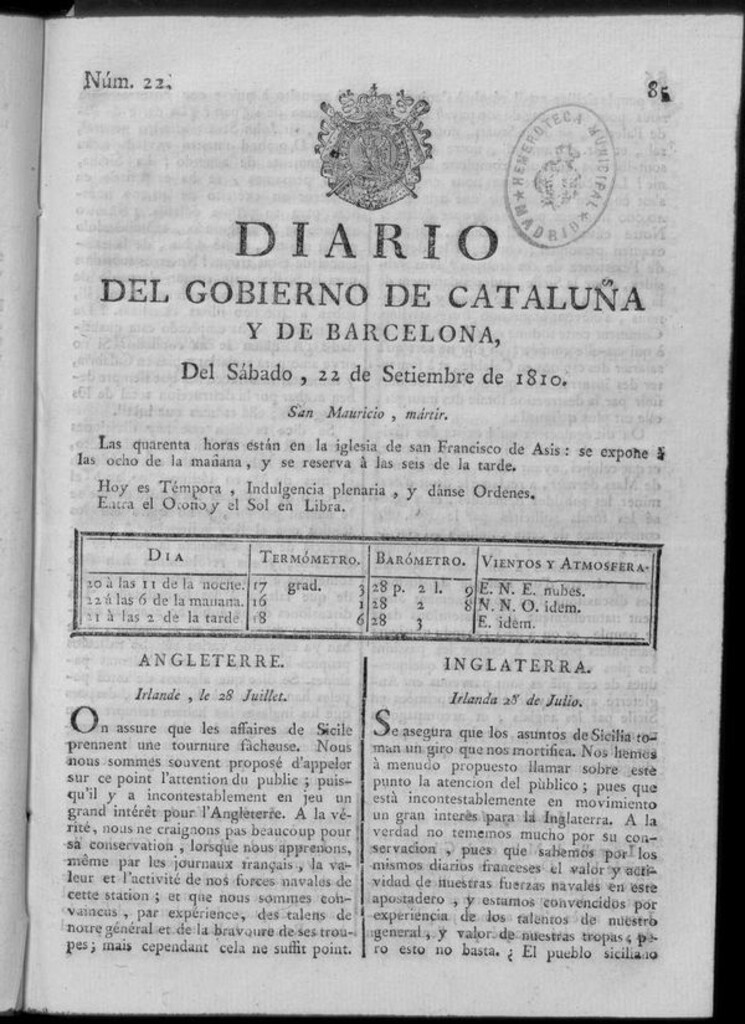 Núm. 22.
85
HEMEROTECA MUNICIPAL
MADRID
DIARIO
DEL GOBIERNO DE CATALUÑA
Y DE BARCELONA,
Del Sábado , 22 de Setiembre de 1810.
San Mauricio , mártir.
Las quarenta horas están en la iglesia de san Francisco de Asis : se expone à
las ocho de la mañana , y se reserva à las seis de la tarde.
Hoy es Témpora , Indulgencia plenaria , y dánse Ordenes.
Entra el Otoño y el Sol en Libra.
DIA TERMÓMETRO. BARÓMETRO. VIENTOS Y ATMOSFERA.
20 à las 11 de la noche. 17 grad. 3 28 p. 2 l. 9 E. N. E. nubes.
22 á las 6 de la mañana. 16 1 28 2 8 N. N. O. idem.
21 à las 2 de la tarde 18 6 28 3 E. idem.
ANGLETERRE.
Irlande , le 28 Juillet.
On assure que les affaires de Sicile
prennent une tournure fâcheuse. Nous
nous sommes souvent proposé d'appeler
sur ce point l'attention du public ; puis-
qu'il y a incontestablement en jeu un
grand intérêt pour l'Angleterre. A la vé-
rité, nous ne craignons pas beaucoup pour
sa conservation , lorsque nous apprenons,
même par les journaux français , la va-
leur et l'activité de nos forces navales de
cette station ; et que nous sommes con-
vaincus , par expérience, des talens de
notre général et de la bravoure de ses trou-
pes ; mais cependant cela ne suffit point.
INGLATERRA.
Irlanda 28 de Julio.
Se asegura que los asuntos de Sicilia to-
man un giro que nos mortifica. Nos hemos
à menudo propuesto llamar sobre este
punto la atencion del pùblico ; pues que
está incontestablemente en movimiento
un gran interès para la Inglaterra. A la
verdad no tememos mucho por su con-
servacion , pues que sabemos por los
mismos diarios franceses el valor y acti-
vidad de nuestras fuerzas navales en este
apostadero , y estamos convencidos por
experiencia de los talentos de nuestro
general , y valor de nuestras tropas ; pe-
ro esto no basta. ¿ El pueblo siciliano